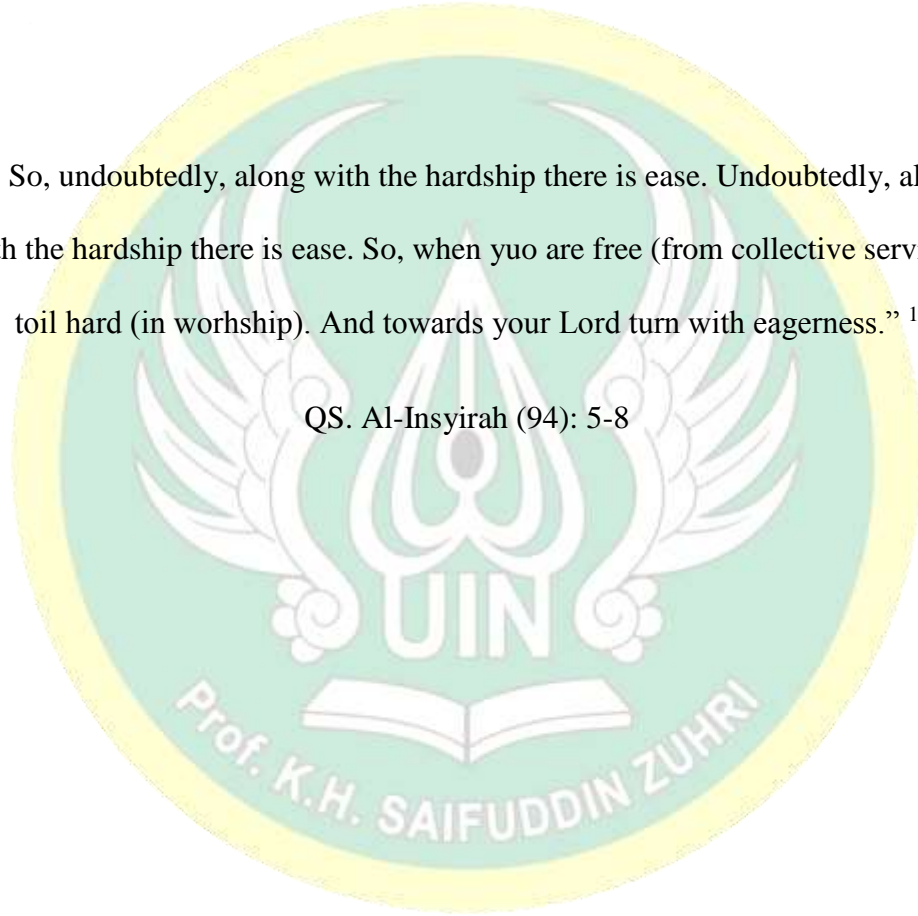 So, undoubtedly, along with the hardship there is ease. Undoubtedly, al
h the hardship there is ease. So, when yuo are free (from collective servi
toil hard (in worhship). And towards your Lord turn with eagerness.” 1
QS. Al-Insyirah (94): 5-8
UIN
Prof. K.H. SAIFUDDIN ZUHRI